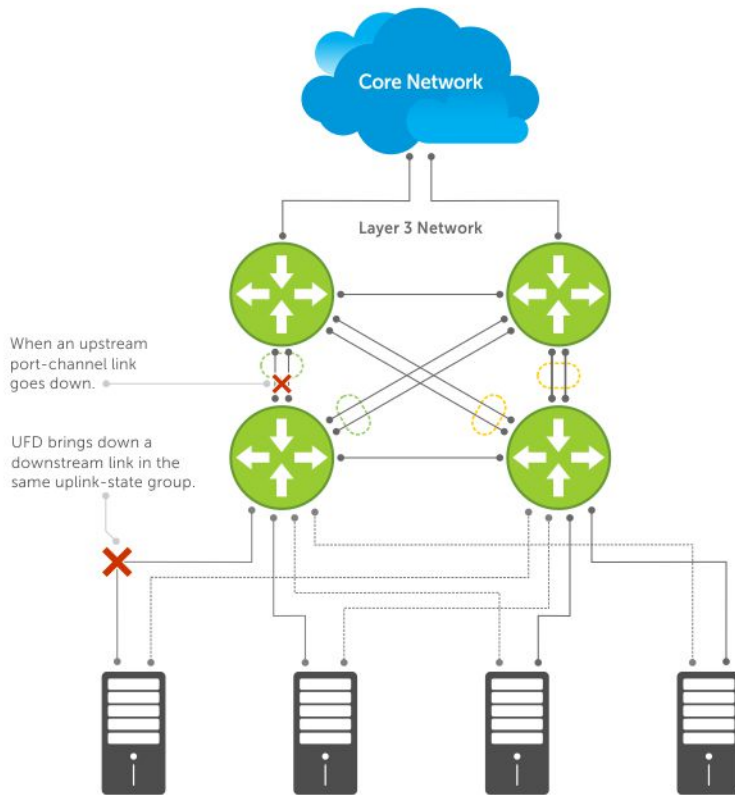 Core Network
Layer 3 Network
When an upstream
port-channel link
goes down.
UFD brings down a
downstream link in the
same uplink-state group.